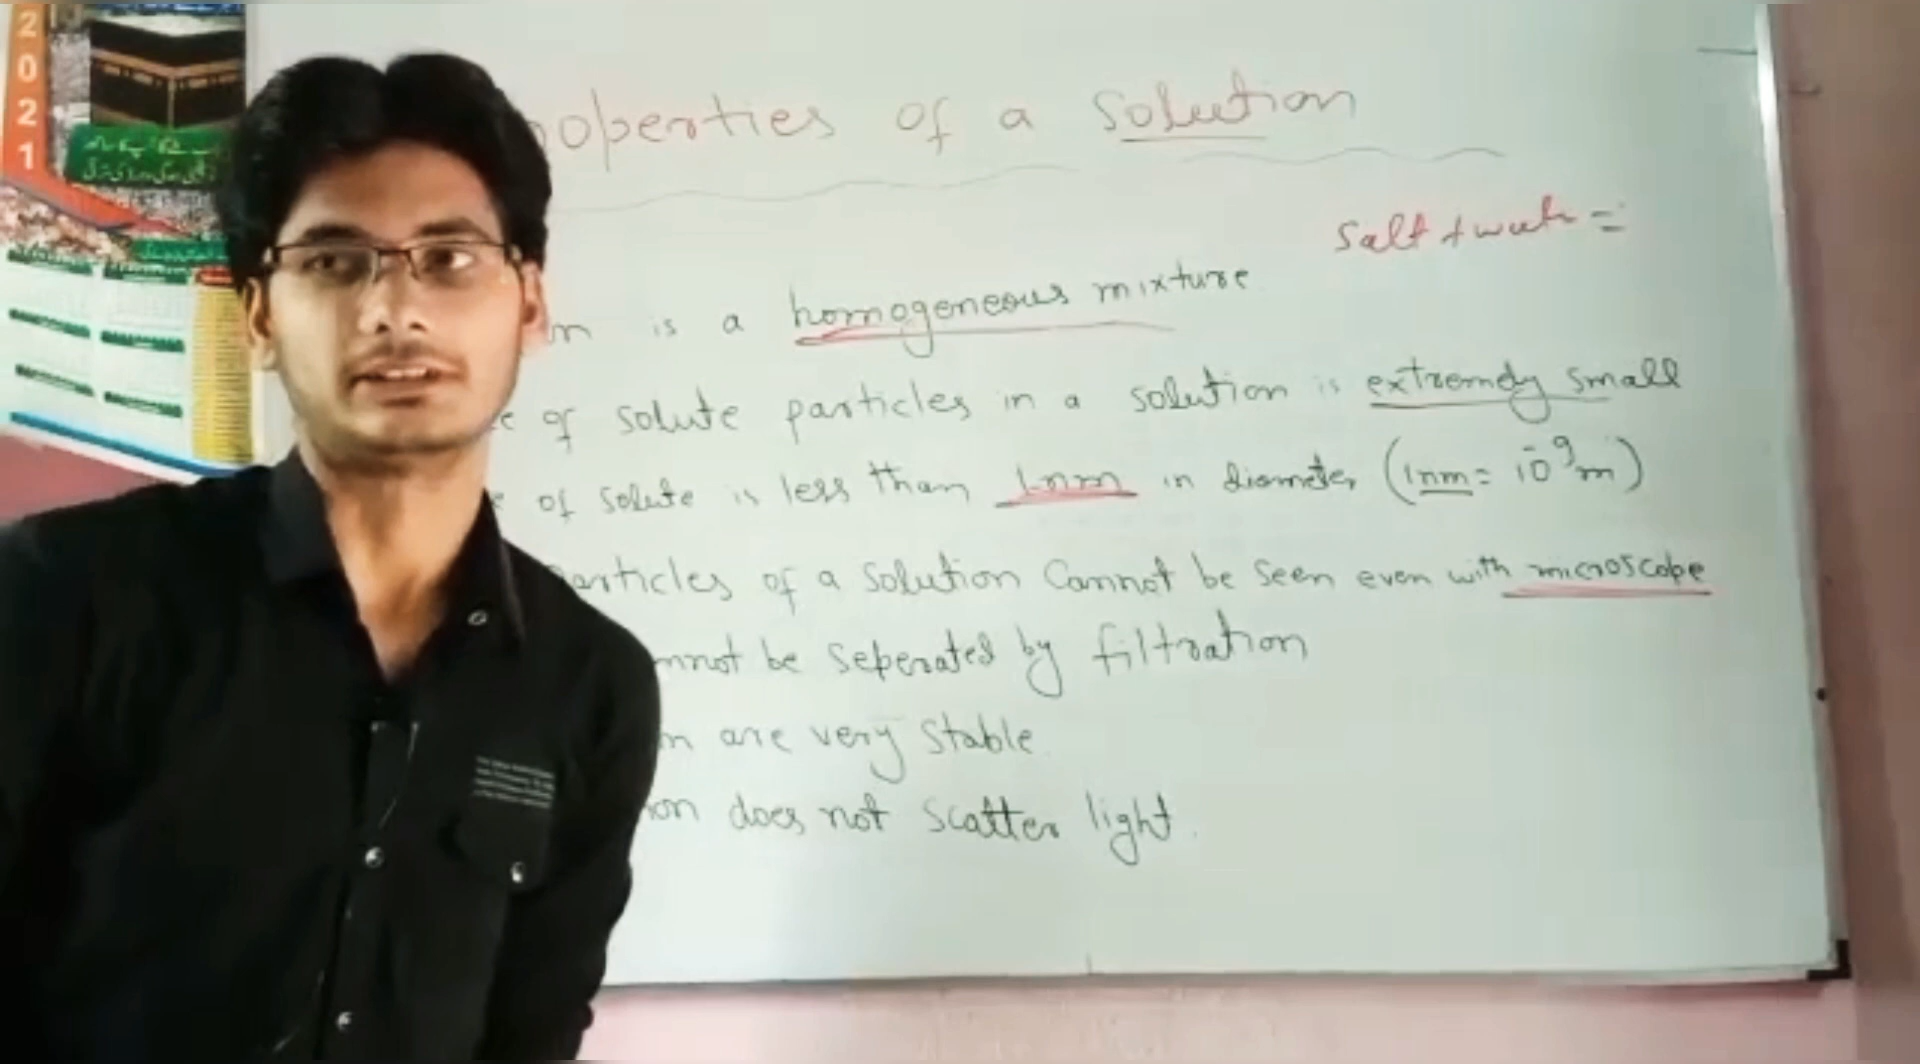 2021
operties of a solution
salt + wate =
n is a homogeneous mixture
e of solute particles in a solution is extremely small
e of solute is less than 1nm in diameter (1nm = 10⁻⁹m)
articles of a solution cannot be seen even with microscope
nnot be seperated by filtration
n are very stable.
ion does not scatter light.